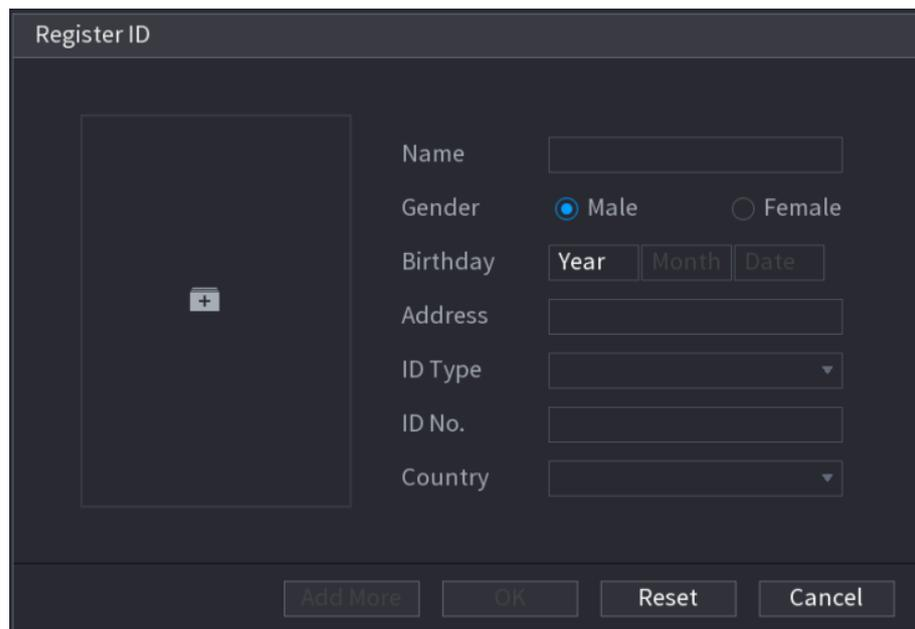 Register ID
Name
Gender Male Female
Birthday Year Month Date
Address
ID Type
ID No.
Country
Add More OK Reset Cancel